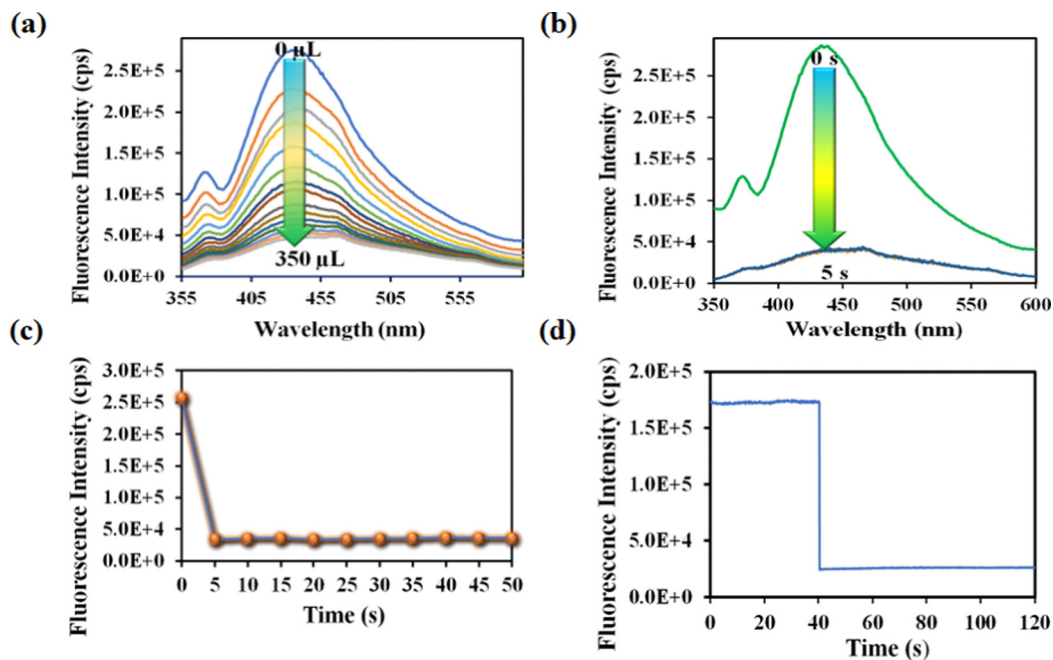 (a)
Fluorescence Intensity (cps)
2.5E+5
2.0E+5
1.5E+5
1.0E+5
5.0E+4
0.0E+0
0 µL
350 µL
355 405 455 505 555
Wavelength (nm)
(b)
Fluorescence Intensity (cps)
2.5E+5
2.0E+5
1.5E+5
1.0E+5
5.0E+4
0.0E+0
0 s
5 s
350 400 450 500 550 600
Wavelength (nm)
(c)
Fluorescence Intensity (cps)
3.0E+5
2.5E+5
2.0E+5
1.5E+5
1.0E+5
5.0E+4
0.0E+0
0 5 10 15 20 25 30 35 40 45 50
Time (s)
(d)
Fluorescence Intensity (cps)
2.0E+5
1.5E+5
1.0E+5
5.0E+4
0.0E+0
0 20 40 60 80 100 120
Time (s)